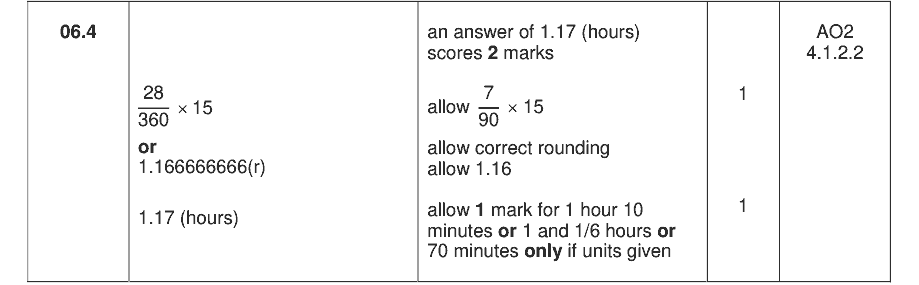 06.4
an answer of 1.17 (hours)
scores 2 marks
AO2
4.1.2.2
28/360 × 15
allow 7/90 × 15
1
or
1.166666666(r)
allow correct rounding
allow 1.16
1.17 (hours)
allow 1 mark for 1 hour 10
minutes or 1 and 1/6 hours or
70 minutes only if units given
1